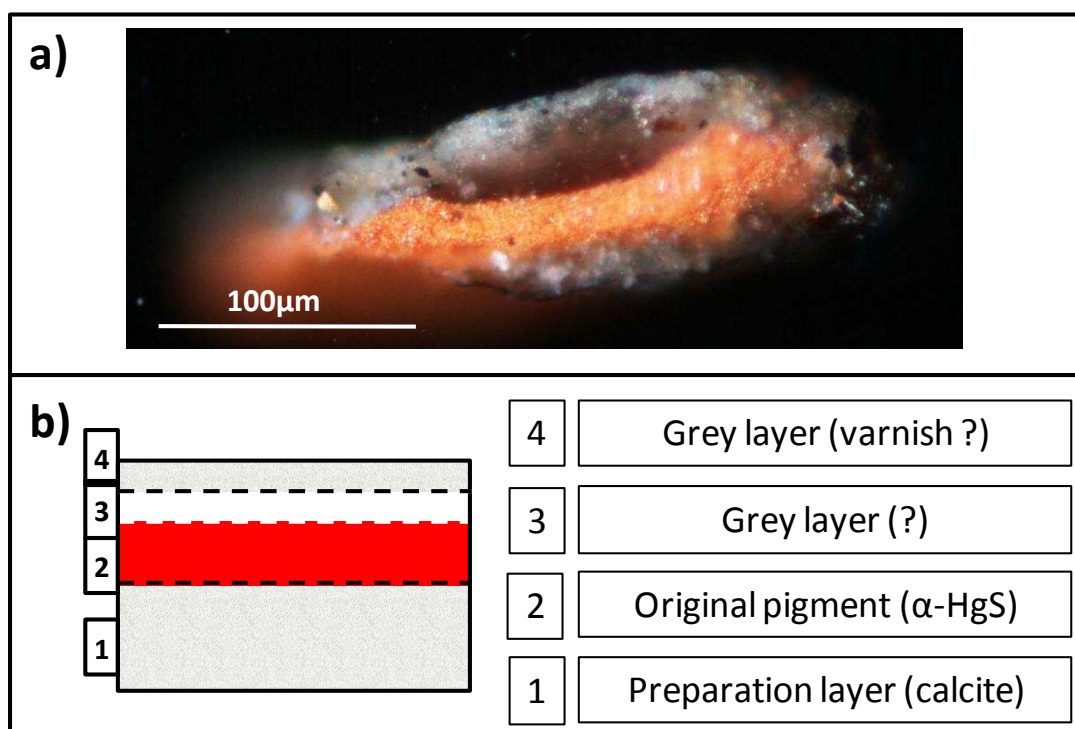 a)
100µm
b)
4
3
2
1
4 Grey layer (varnish ?)
3 Grey layer (?)
2 Original pigment (α-HgS)
1 Preparation layer (calcite)